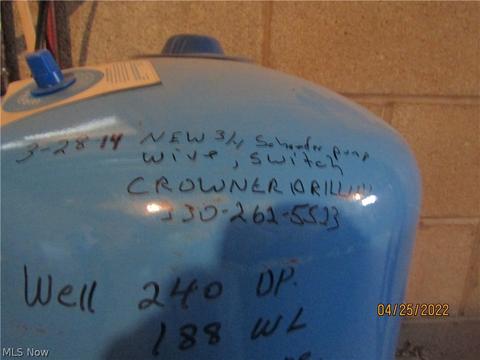 3-28-14 NEW 3/4 Schaefer pump
wire, switch
CROWNER DRILLING
330-262-5523
Well 240 DP.
188 WL
04/25/2022
MLS Now